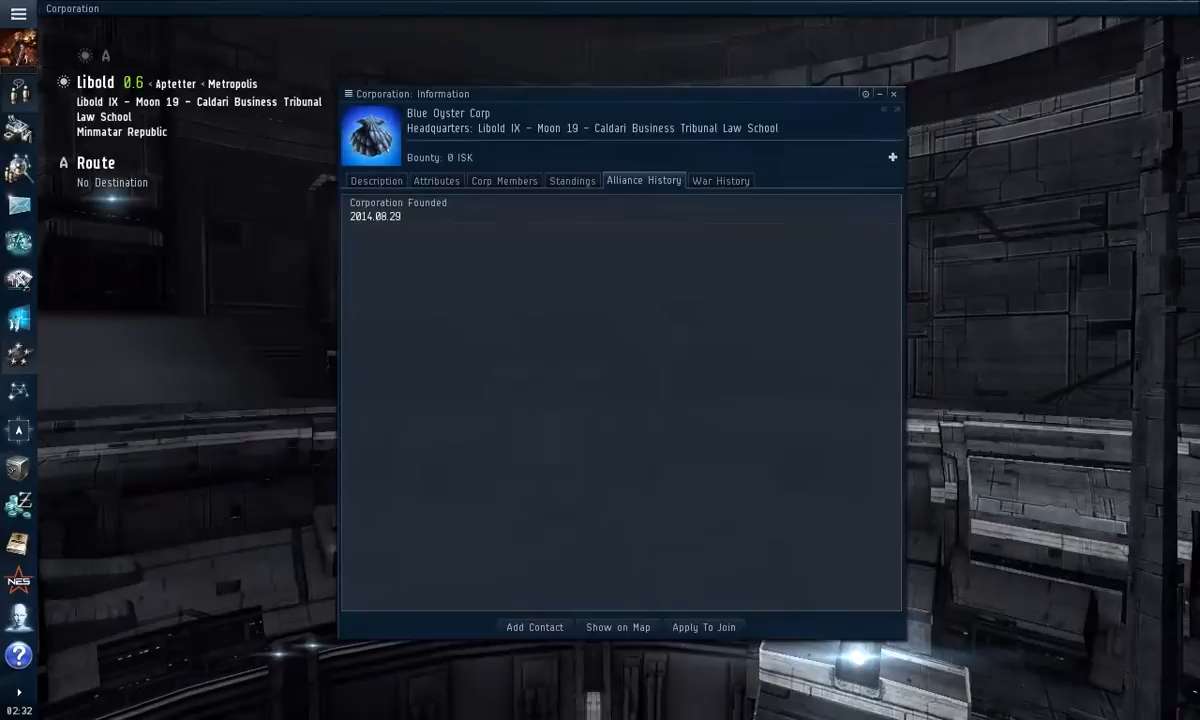 Corporation
A
Libold 0.6 < Aptetter < Metropolis
Libold IX - Moon 19 - Caldari Business Tribunal
Law School
Minmatar Republic
A Route
No Destination
Corporation: Information
Blue Oyster Corp
Headquarters: Libold IX - Moon 19 - Caldari Business Tribunal Law School
Bounty: 0 ISK
Description Attributes Corp Members Standings Alliance History War History
Corporation Founded
2014.08.29
Add Contact Show on Map Apply To Join
A
Z
NES
?
02:32